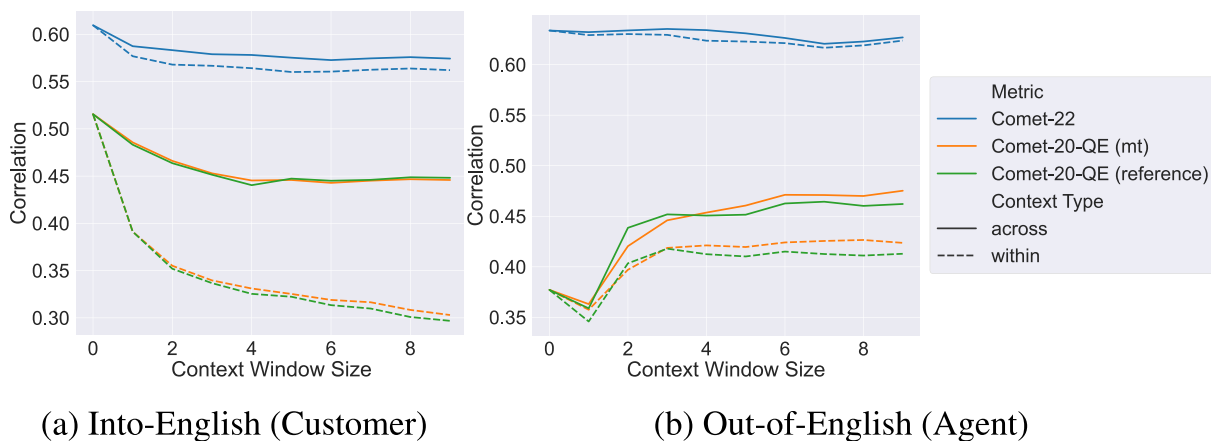 0.60
0.55
0.50
0.45
0.40
0.35
0.30
Correlation
0 2 4 6 8
Context Window Size
(a) Into-English (Customer)
0.60
0.55
0.50
0.45
0.40
0.35
Correlation
0 2 4 6 8
Context Window Size
(b) Out-of-English (Agent)
Metric
Comet-22
Comet-20-QE (mt)
Comet-20-QE (reference)
Context Type
across
within